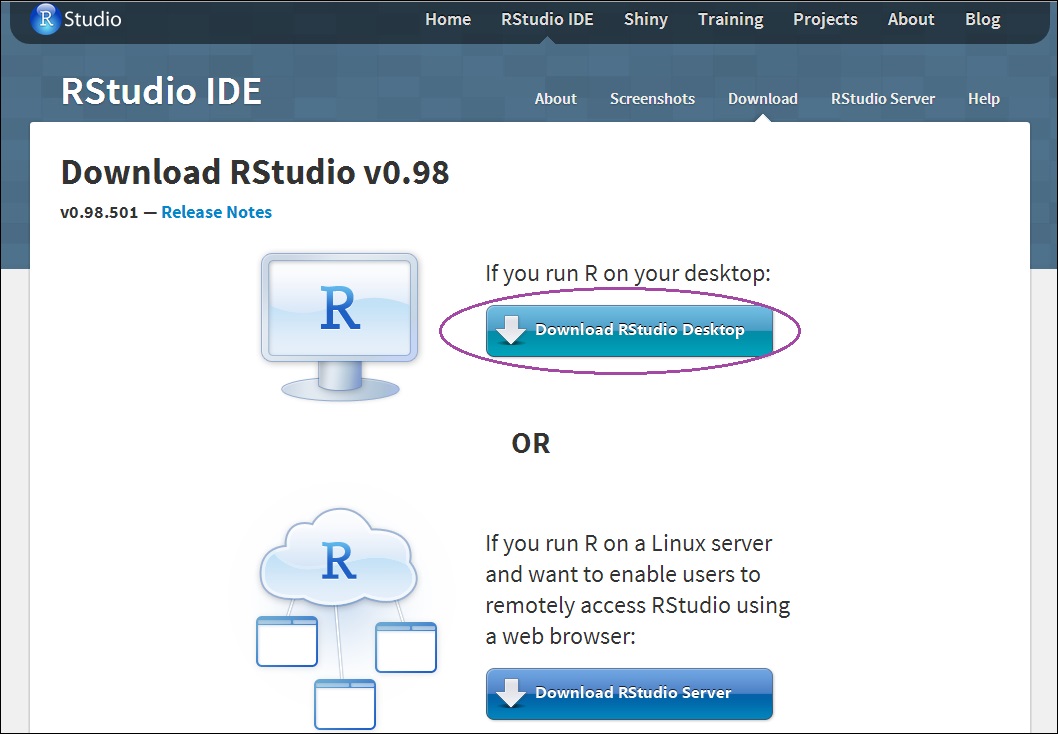 R Studio
Home RStudio IDE Shiny Training Projects About Blog
RStudio IDE
About Screenshots Download RStudio Server Help
Download RStudio v0.98
v0.98.501 — Release Notes
R
If you run R on your desktop:
Download RStudio Desktop
OR
R
If you run R on a Linux server
and want to enable users to
remotely access RStudio using
a web browser:
Download RStudio Server